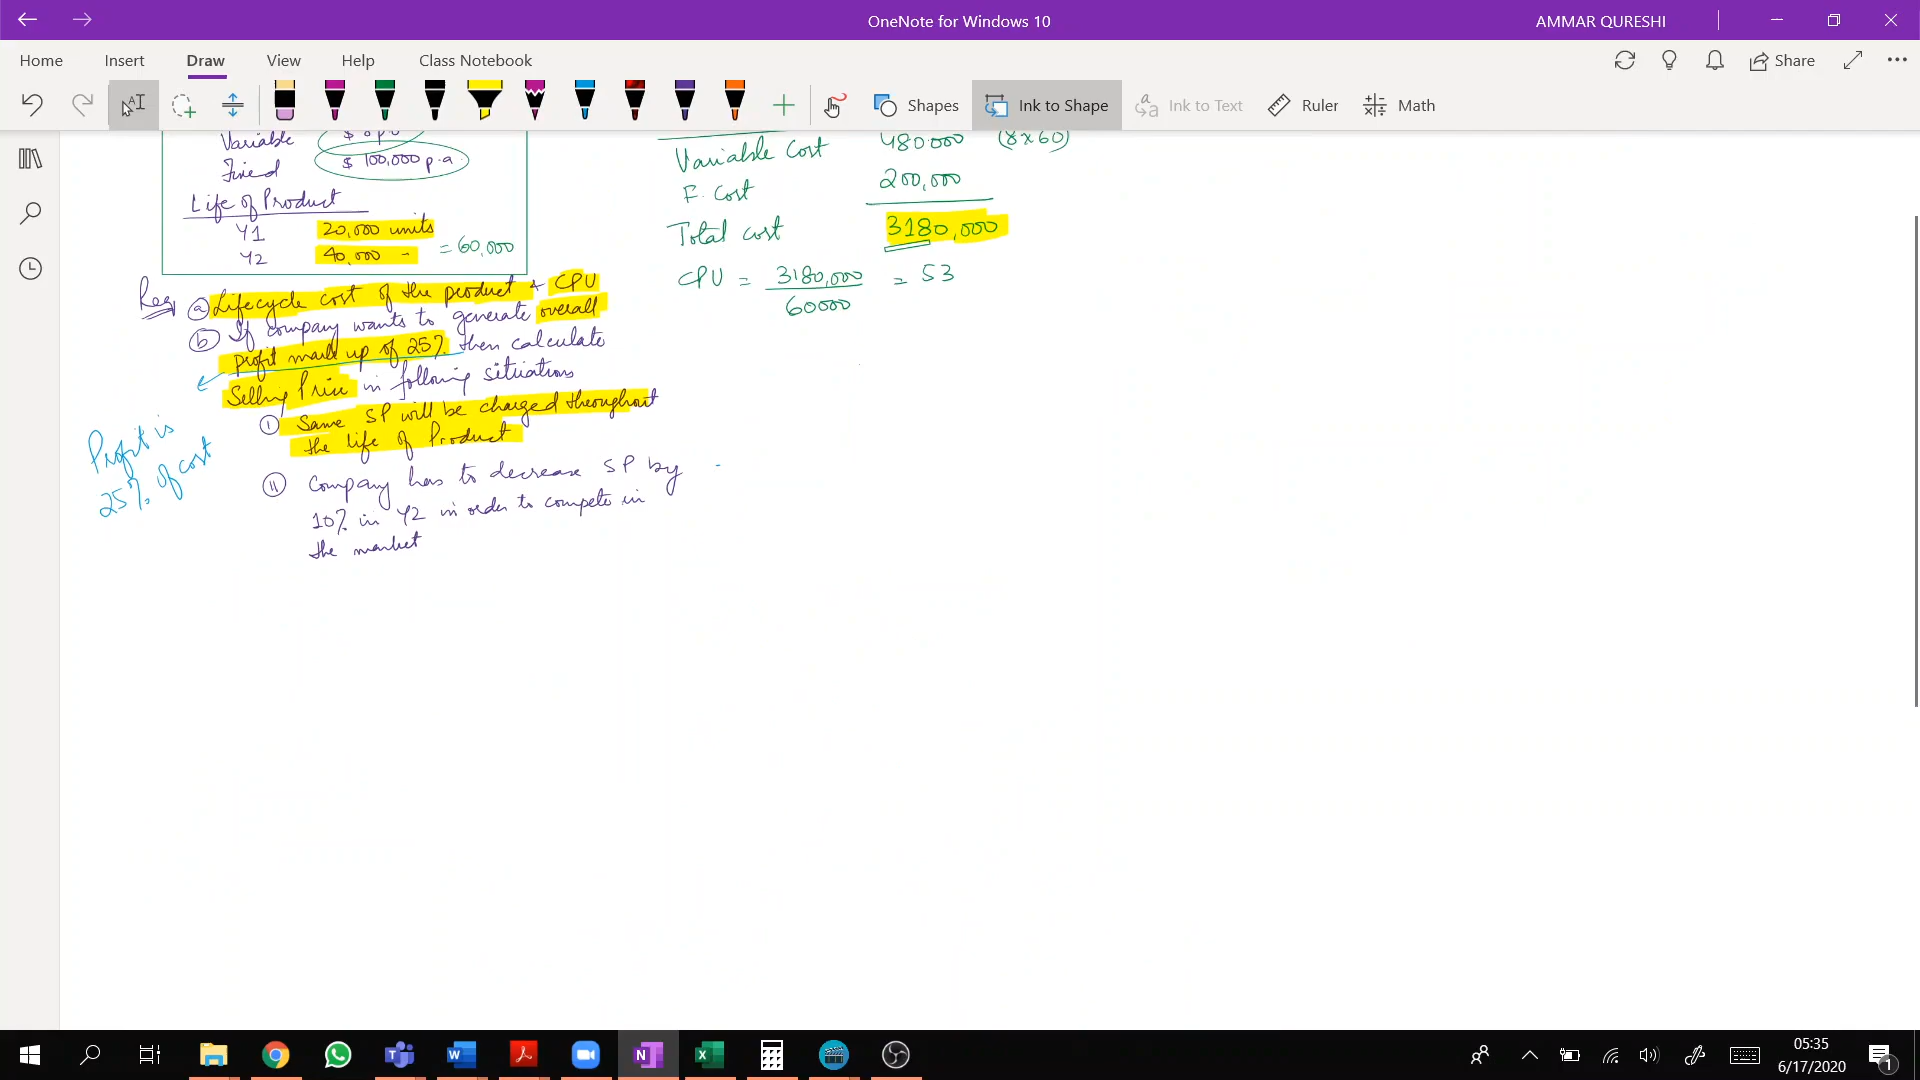 OneNote for Windows 10
AMMAR QURESHI
Home Insert Draw View Help Class Notebook
Share
Shapes Ink to Shape Ink to Text Ruler Math
Variable
Fixed $ 100,000 p.a.
Life of Product
Y1 20,000 units
Y2 40,000 - = 60,000
Variable Cost 480000 (8x60)
F. Cost 200,000
Total cost 3180,000
CPU = 3180,000 = 53
60000
Req (a) Lifecycle cost of the product + CPU
(b) If company wants to generate overall
profit mark up of 25% then calculate
Selling Price in following situations
(i) Same SP will be charged throughout
the life of Product
(ii) Company has to decrease SP by
10% in Y2 in order to compete in
the market
Profit is
25% of cost
05:35
6/17/2020
1